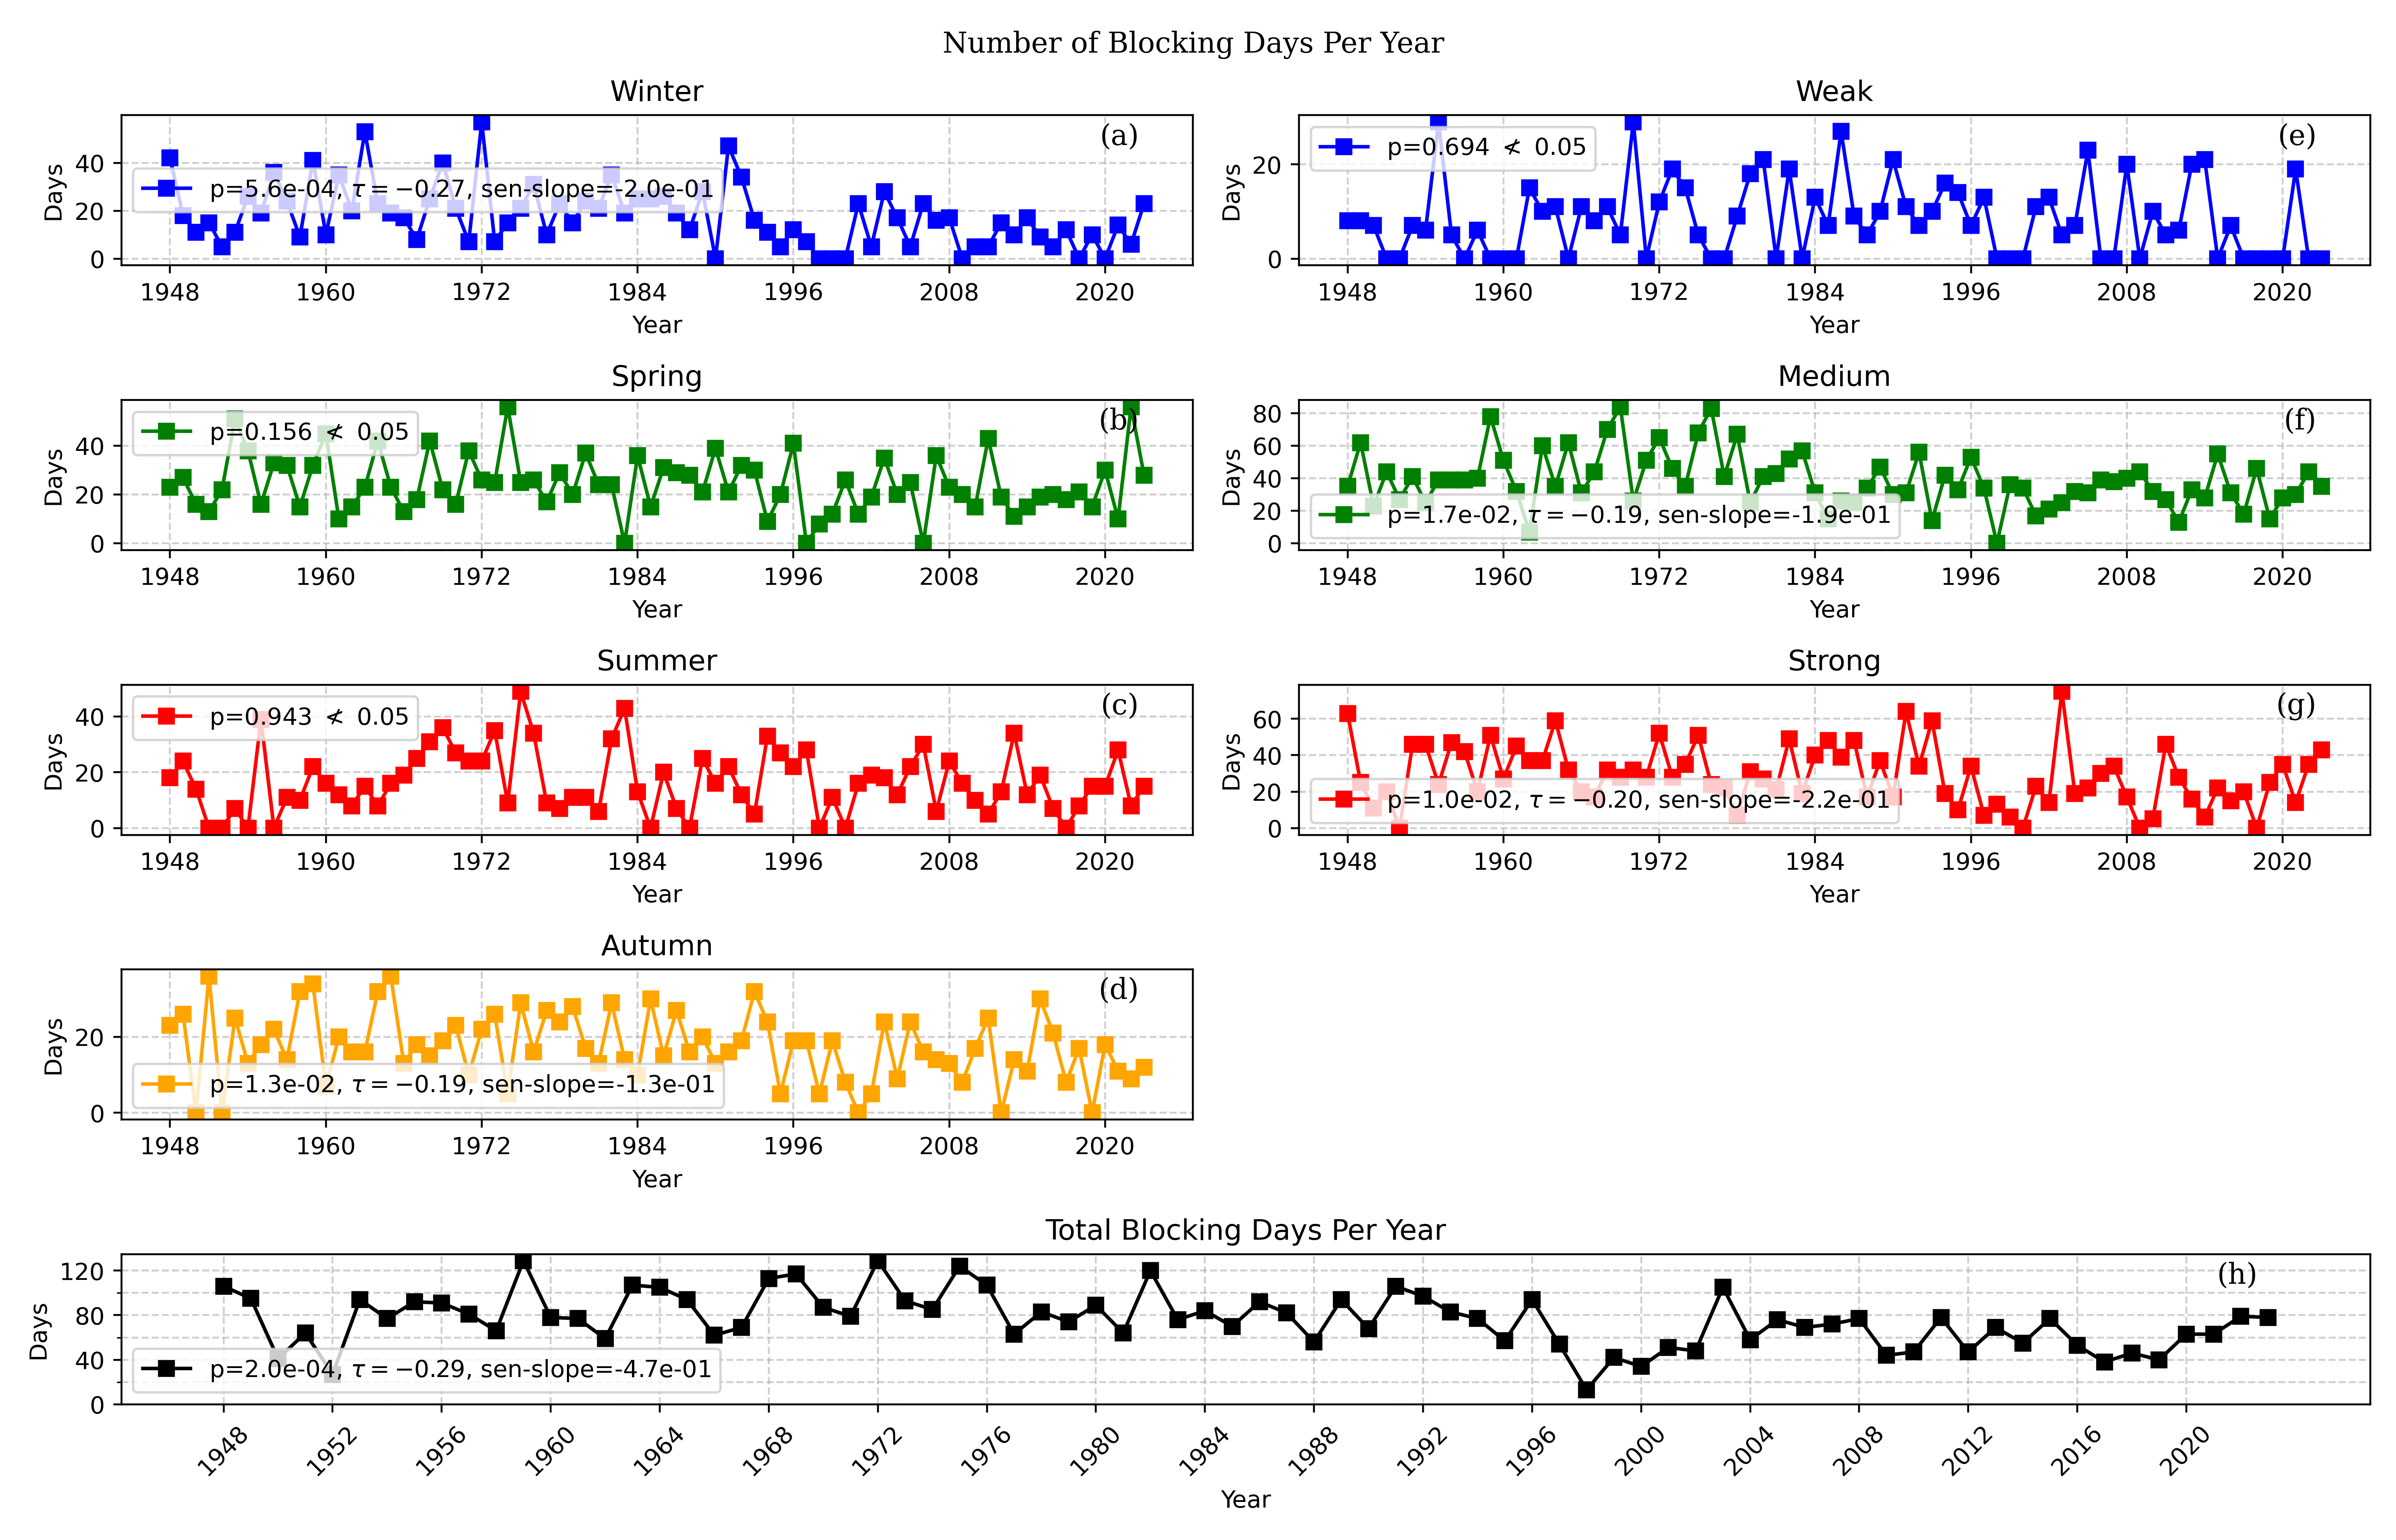 Number of Blocking Days Per Year
Winter
(a)
p=5.6e-04, τ = −0.27, sen-slope=-2.0e-01
Days
0 20 40
1948 1960 1972 1984 1996 2008 2020
Year
Spring
(b)
p=0.156 ≮ 0.05
Days
0 20 40
1948 1960 1972 1984 1996 2008 2020
Year
Summer
(c)
p=0.943 ≮ 0.05
Days
0 20 40
1948 1960 1972 1984 1996 2008 2020
Year
Autumn
(d)
p=1.3e-02, τ = −0.19, sen-slope=-1.3e-01
Days
0 20
1948 1960 1972 1984 1996 2008 2020
Year
Weak
(e)
p=0.694 ≮ 0.05
Days
0 20
1948 1960 1972 1984 1996 2008 2020
Year
Medium
(f)
p=1.7e-02, τ = −0.19, sen-slope=-1.9e-01
Days
0 20 40 60 80
1948 1960 1972 1984 1996 2008 2020
Year
Strong
(g)
p=1.0e-02, τ = −0.20, sen-slope=-2.2e-01
Days
0 20 40 60
1948 1960 1972 1984 1996 2008 2020
Year
Total Blocking Days Per Year
(h)
p=2.0e-04, τ = −0.29, sen-slope=-4.7e-01
Days
0 40 80 120
1948 1952 1956 1960 1964 1968 1972 1976 1980 1984 1988 1992 1996 2000 2004 2008 2012 2016 2020
Year